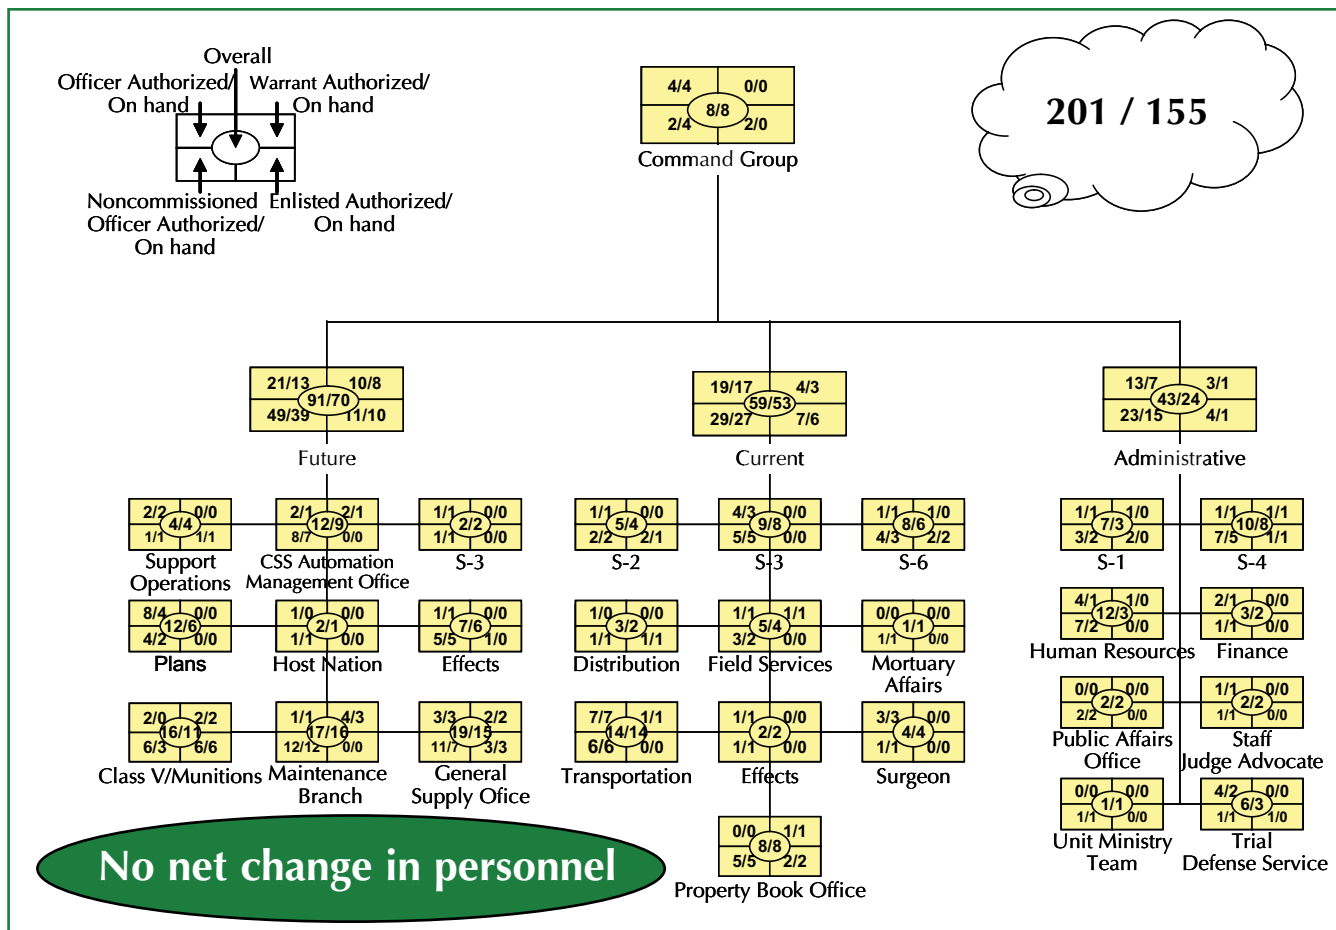 Overall
Officer Authorized/
On hand
Warrant Authorized/
On hand
Noncommissioned
Officer Authorized/
On hand
Enlisted Authorized/
On hand
4/4 0/0
8/8
2/4 2/0
Command Group
201 / 155
21/13 10/8
91/70
49/39 11/10
Future
19/17 4/3
59/53
29/27 7/6
Current
13/7 3/1
43/24
23/15 4/1
Administrative
2/2 0/0
4/4
1/1 1/1
Support
Operations
2/1 2/1
12/9
8/7 0/0
CSS Automation
Management Office
1/1 0/0
2/2
1/1 0/0
S-3
1/1 0/0
5/4
2/2 2/1
S-2
4/3 0/0
9/8
5/5 0/0
S-3
1/1 1/0
8/6
4/3 2/2
S-6
1/1 1/0
7/3
3/2 2/0
S-1
1/1 1/1
10/8
7/5 1/1
S-4
8/4 0/0
12/6
4/2 0/0
Plans
1/0 0/0
2/1
1/1 0/0
Host Nation
1/1 0/0
7/6
5/5 1/0
Effects
1/0 0/0
3/2
1/1 1/1
Distribution
1/1 1/1
5/4
3/2 0/0
Field Services
0/0 0/0
1/1
1/1 0/0
Mortuary
Affairs
4/1 1/0
12/3
7/2 0/0
Human Resources
2/1 0/0
3/2
1/1 0/0
Finance
2/0 2/2
16/11
6/3 6/6
Class V/Munitions
1/1 4/3
17/16
12/12 0/0
Maintenance
Branch
3/3 2/2
19/15
11/7 3/3
General
Supply Ofice
7/7 1/1
14/14
6/6 0/0
Transportation
1/1 0/0
2/2
1/1 0/0
Effects
3/3 0/0
4/4
1/1 0/0
Surgeon
0/0 0/0
2/2
2/2 0/0
Public Affairs
Office
1/1 0/0
2/2
1/1 0/0
Staff
Judge Advocate
0/0 0/0
1/1
1/1 0/0
Unit Ministry
Team
4/2 0/0
6/3
1/1 1/0
Trial
Defense Service
0/0 1/1
8/8
5/5 2/2
Property Book Office
No net change in personnel